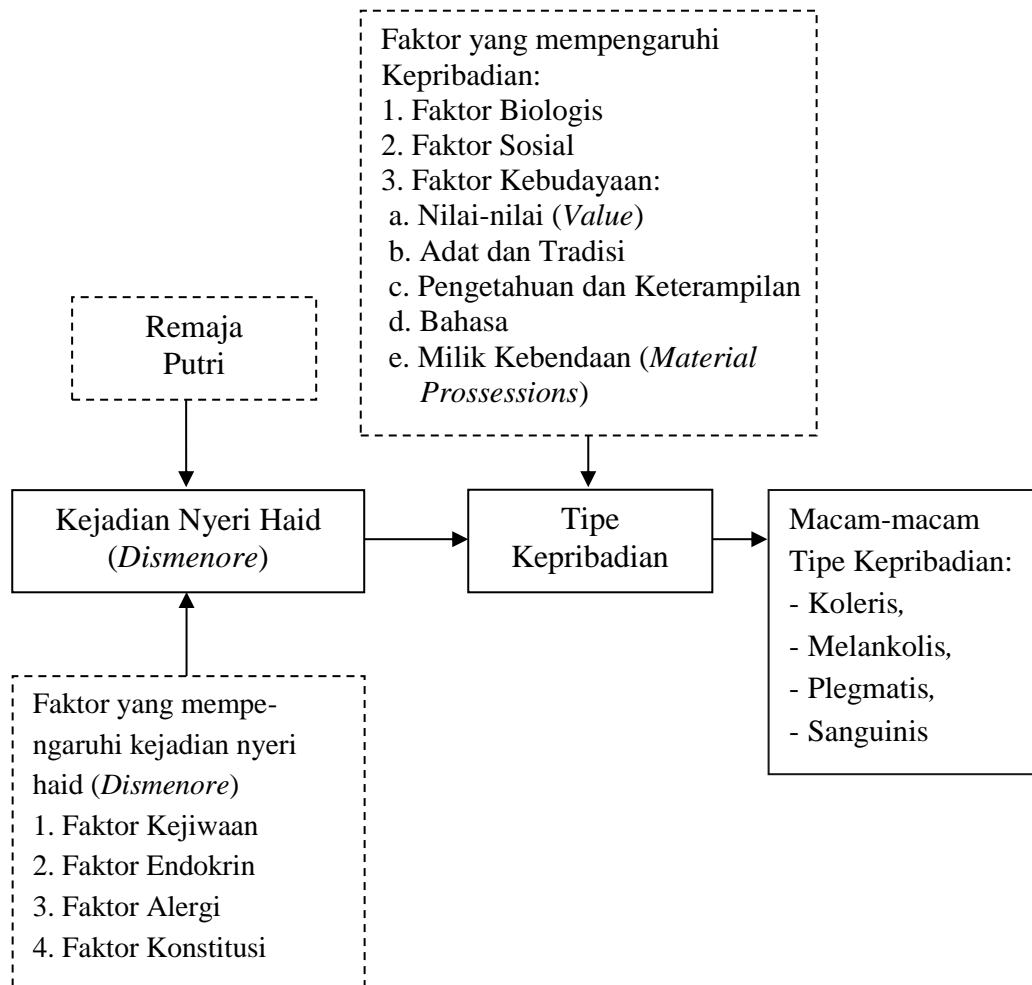 Faktor yang mempengaruhi
Kepribadian:
1. Faktor Biologis
2. Faktor Sosial
3. Faktor Kebudayaan:
a. Nilai-nilai (Value)
b. Adat dan Tradisi
c. Pengetahuan dan Keterampilan
d. Bahasa
e. Milik Kebendaan (Material
Prossessions)
Remaja
Putri
Kejadian Nyeri Haid
(Dismenore)
Tipe
Kepribadian
Macam-macam
Tipe Kepribadian:
- Koleris,
- Melankolis,
- Plegmatis,
- Sanguinis
Faktor yang mempe-
ngaruhi kejadian nyeri
haid (Dismenore)
1. Faktor Kejiwaan
2. Faktor Endokrin
3. Faktor Alergi
4. Faktor Konstitusi